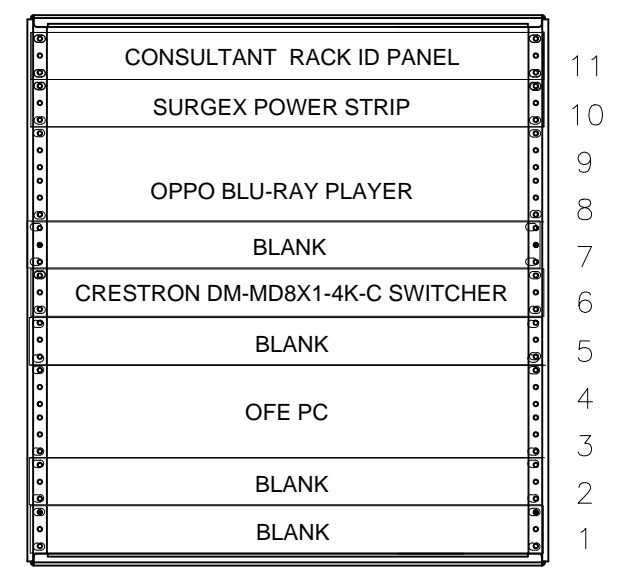 CONSULTANT RACK ID PANEL 11
SURGEX POWER STRIP 10
9
OPPO BLU-RAY PLAYER 8
BLANK 7
CRESTRON DM-MD8X1-4K-C SWITCHER 6
BLANK 5
4
OFE PC
3
BLANK 2
BLANK 1